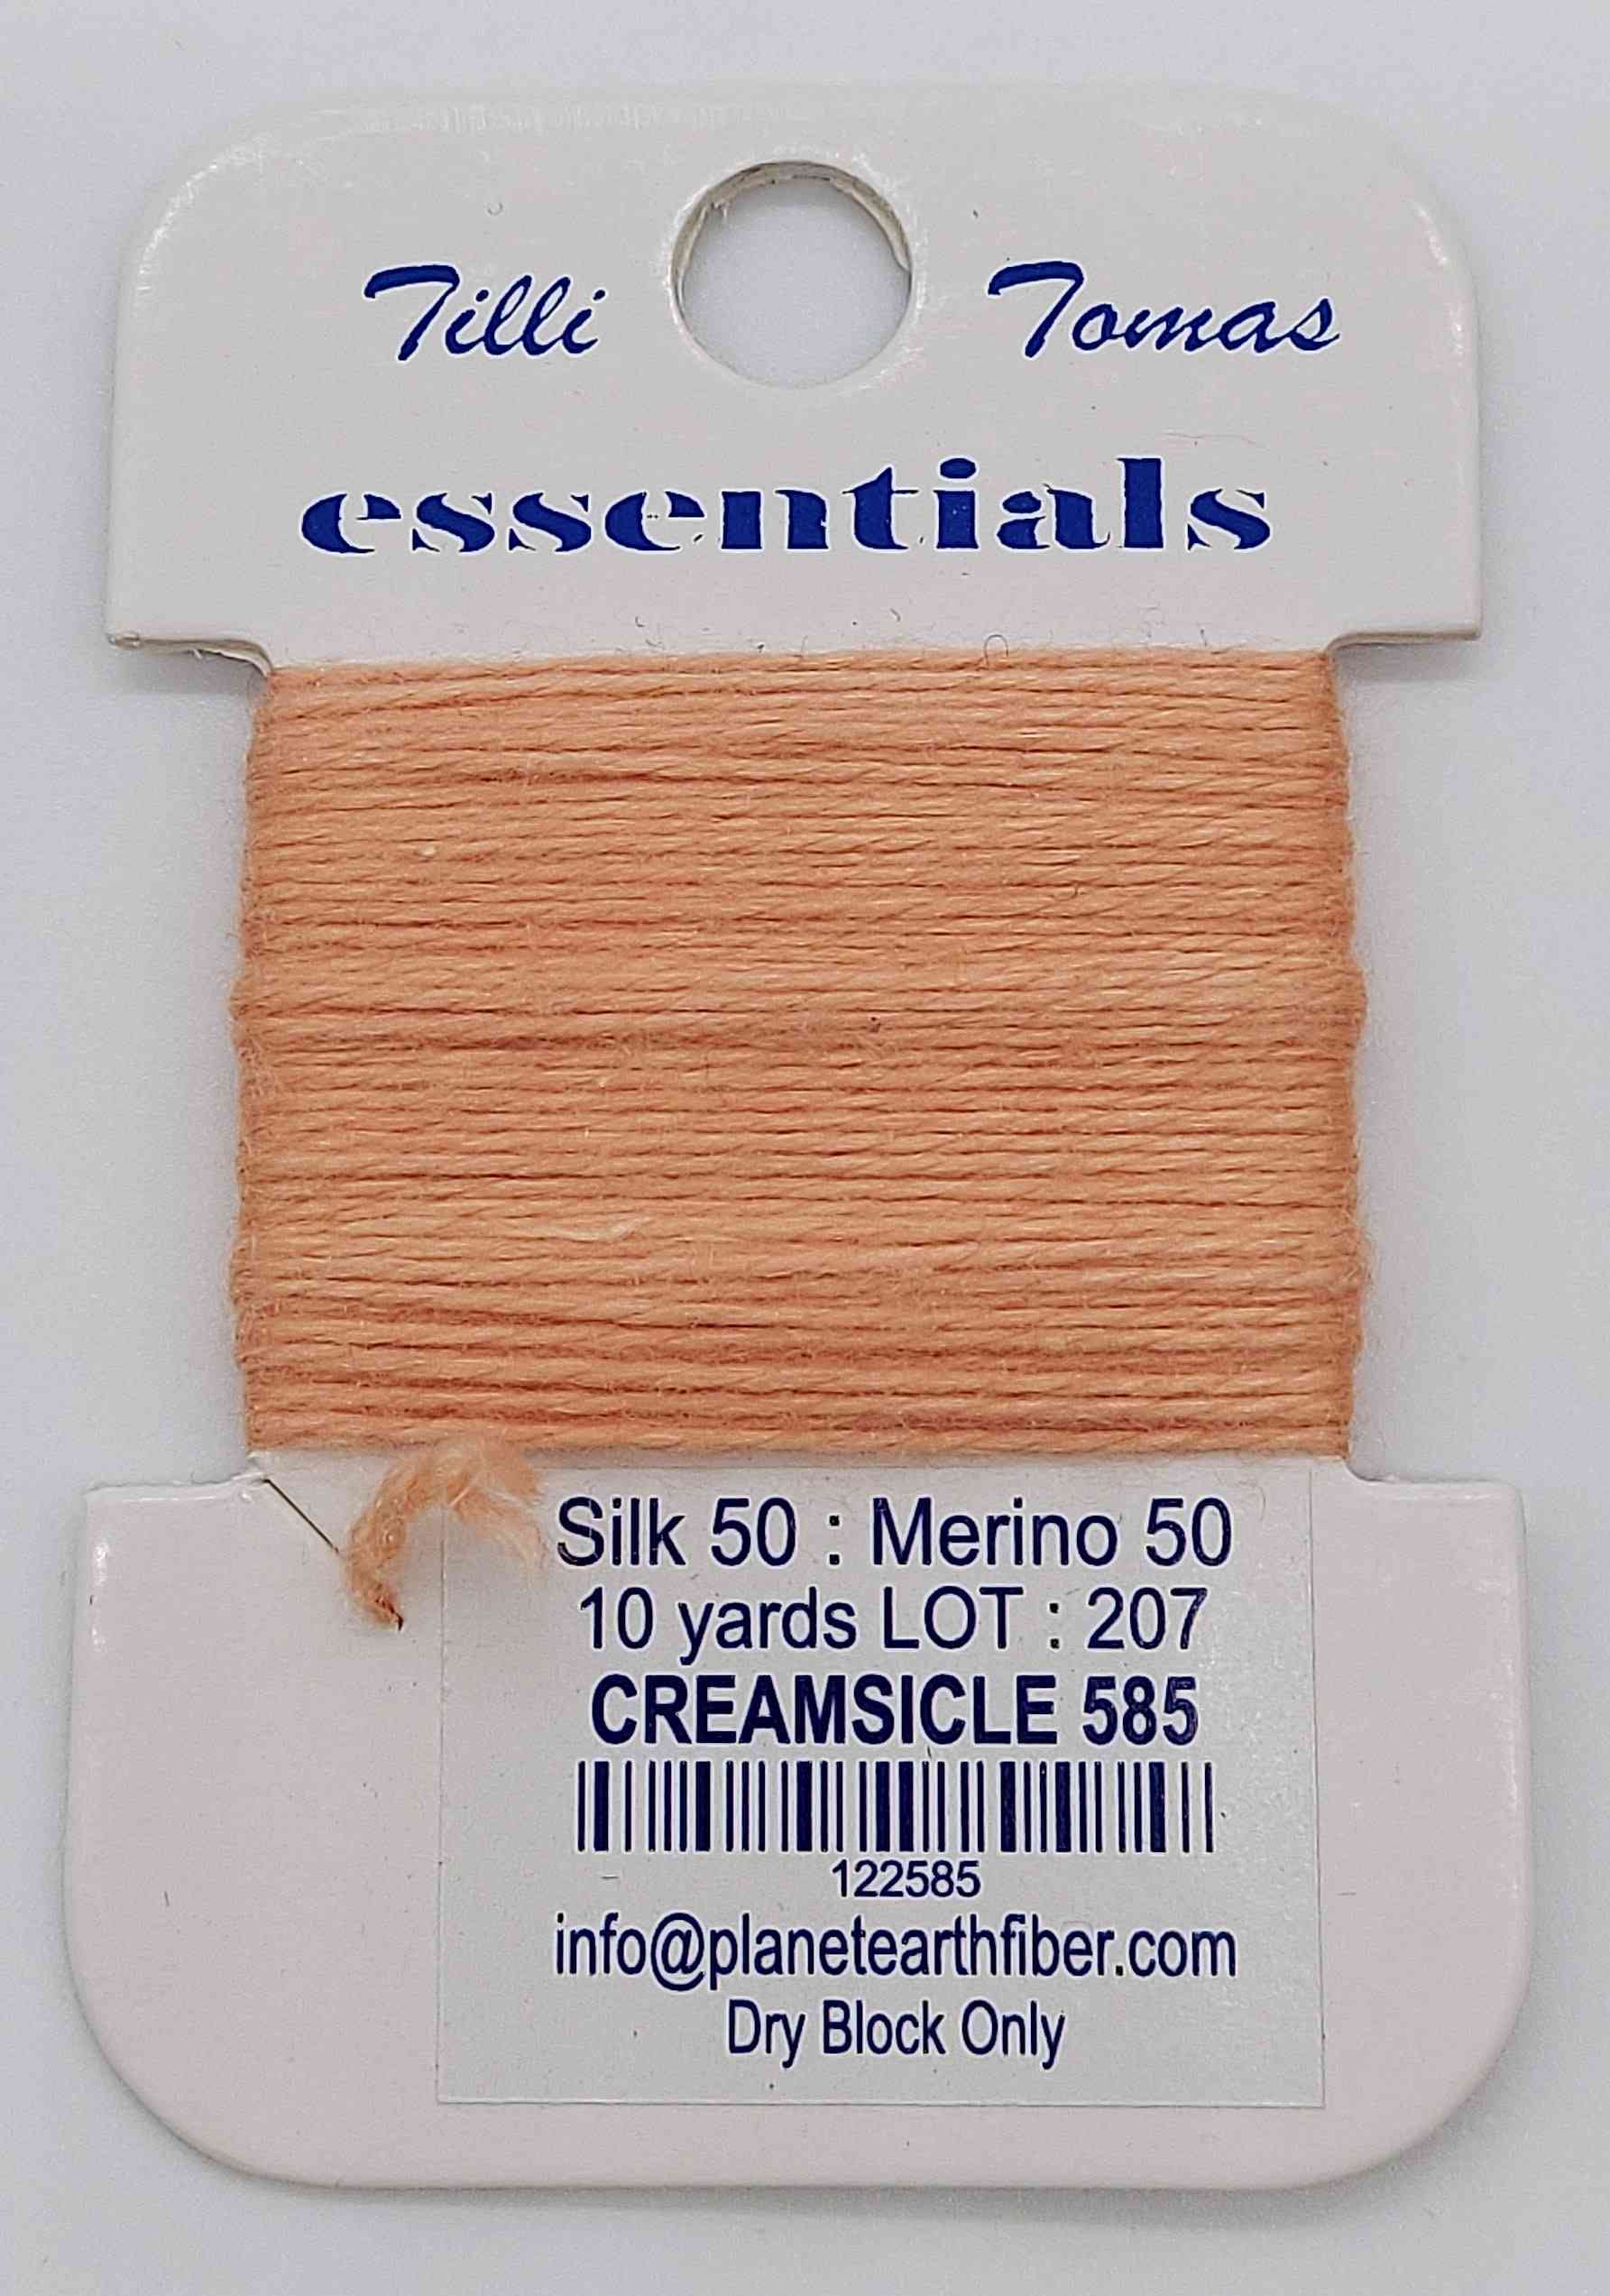 Tilli Tomas
essentials
Silk 50 : Merino 50
10 yards LOT : 207
CREAMSICLE 585
122585
info@planetearthfiber.com
Dry Block Only